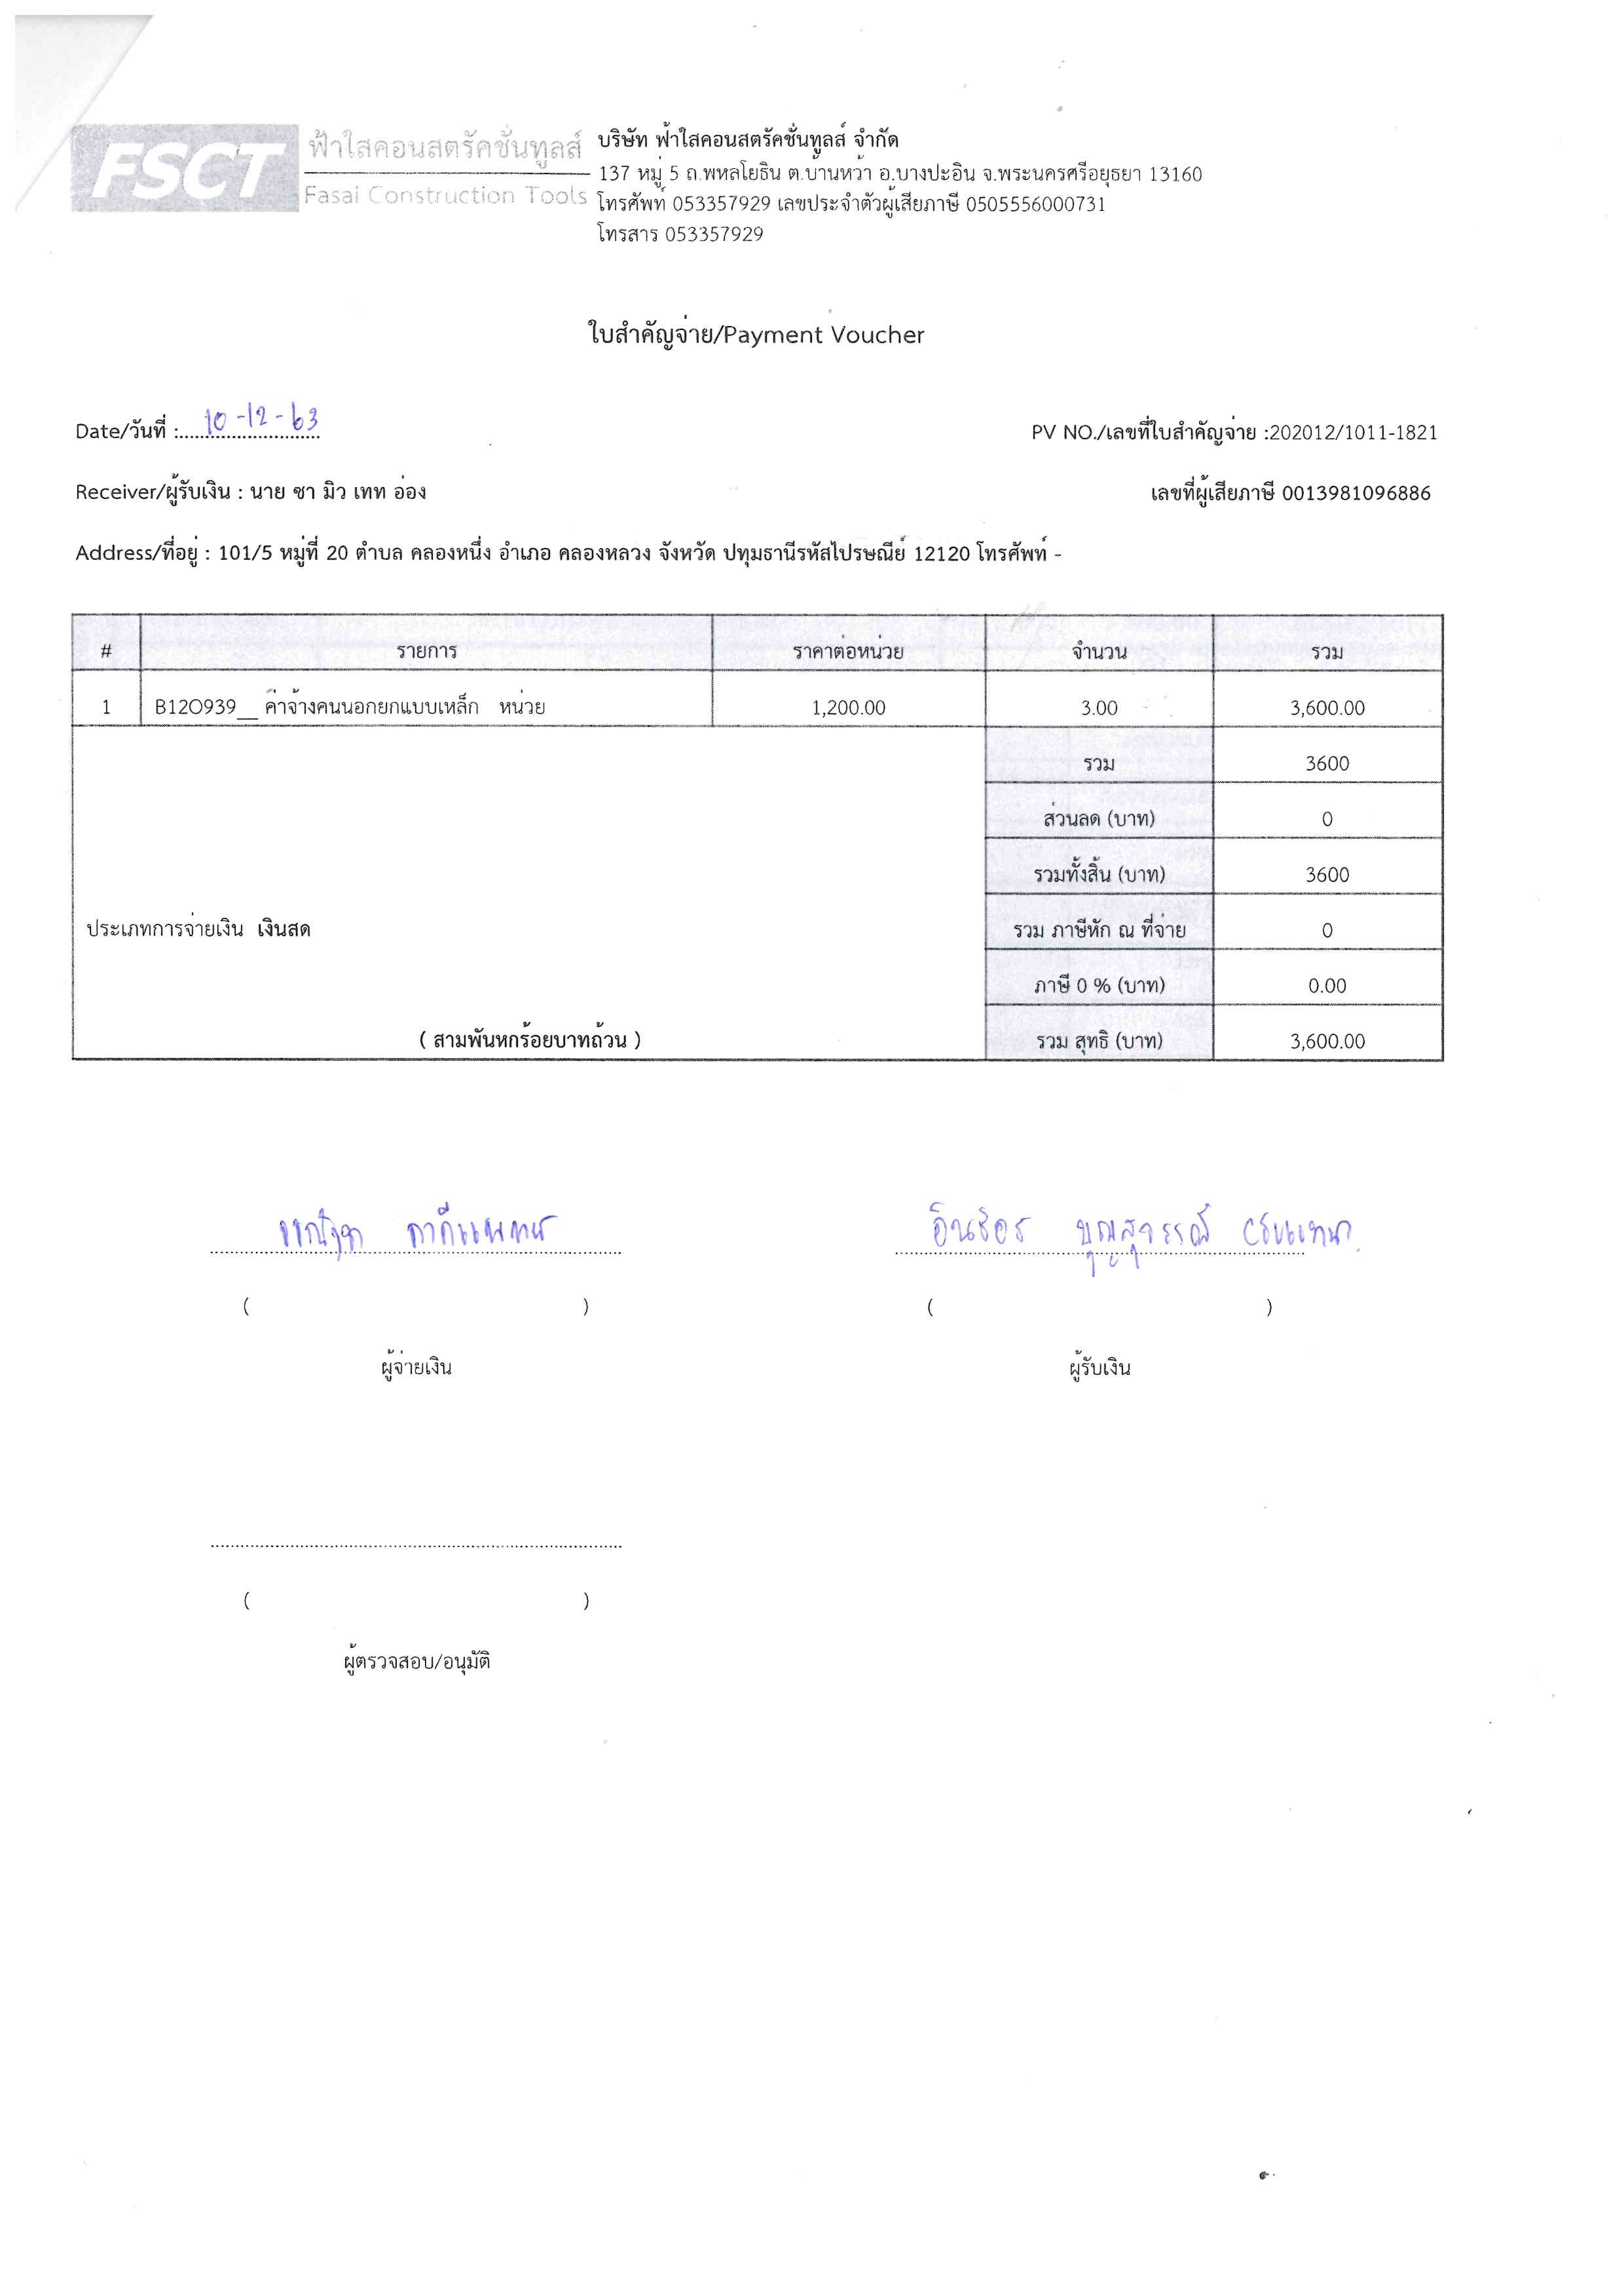 FSCT
ฟ้าใสคอนสตรัคชั่นทูลส์
Fasai Construction Tools
บริษัท ฟ้าใสคอนสตรัคชั่นทูลส์ จำกัด
137 หมู่ 5 ถ.พหลโยธิน ต.บ้านหว้า อ.บางปะอิน จ.พระนครศรีอยุธยา 13160
โทรศัพท์ 053357929 เลขประจำตัวผู้เสียภาษี 0505556000731
โทรสาร 053357929
ใบสำคัญจ่าย/Payment Voucher
Date/วันที่ :.......................... 10-12-63
PV NO./เลขที่ใบสำคัญจ่าย :202012/1011-1821
Receiver/ผู้รับเงิน : นาย ซา มิว เทท อ่อง
เลขที่ผู้เสียภาษี 0013981096886
Address/ที่อยู่ : 101/5 หมู่ที่ 20 ตำบล คลองหนึ่ง อำเภอ คลองหลวง จังหวัด ปทุมธานีรหัสไปรษณีย์ 12120 โทรศัพท์ -
# รายการ ราคาต่อหน่วย จำนวน รวม
1 B12O939__ ค่าจ้างคนนอกยกแบบเหล็ก หน่วย 1,200.00 3.00 3,600.00
รวม 3600
ส่วนลด (บาท) 0
รวมทั้งสิ้น (บาท) 3600
ประเภทการจ่ายเงิน เงินสด
รวม ภาษีหัก ณ ที่จ่าย 0
ภาษี 0 % (บาท) 0.00
( สามพันหกร้อยบาทถ้วน )
รวม สุทธิ (บาท) 3,600.00
( ) ( )
ผู้จ่ายเงิน ผู้รับเงิน
( )
ผู้ตรวจสอบ/อนุมัติ